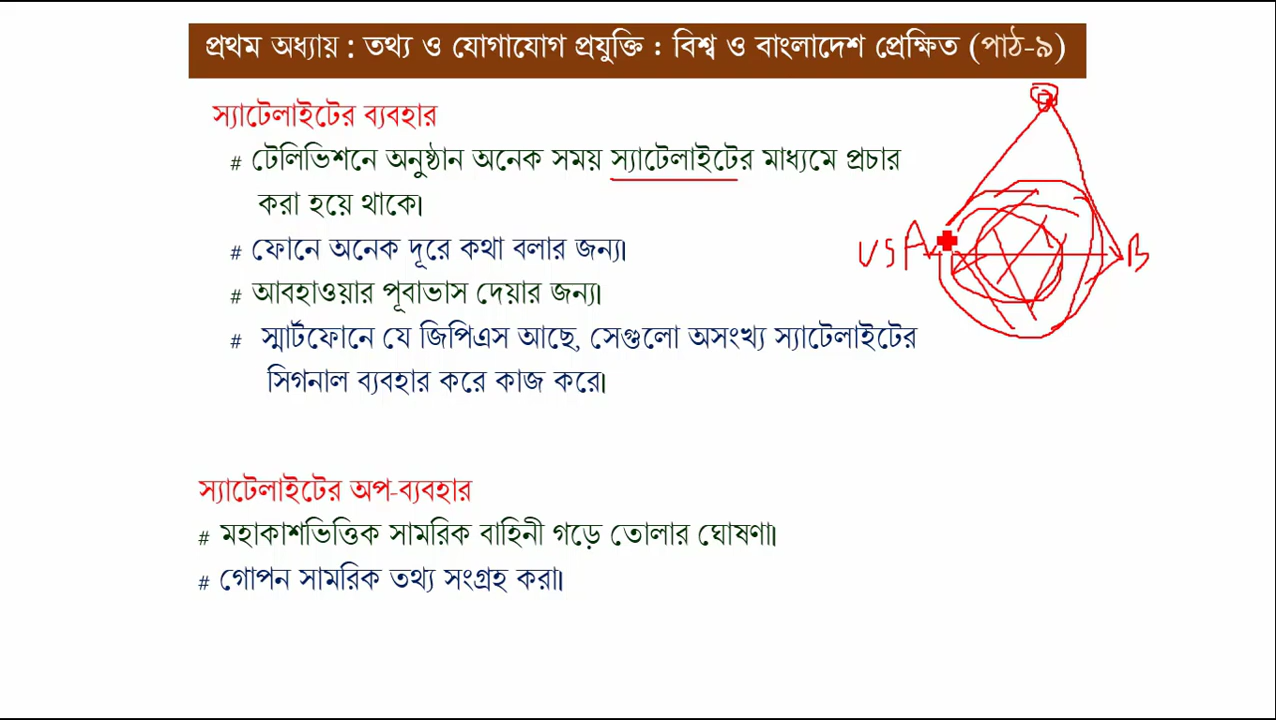 প্রথম অধ্যায় : তথ্য ও যোগাযোগ প্রযুক্তি : বিশ্ব ও বাংলাদেশ প্রেক্ষিত (পাঠ-৯)
স্যাটেলাইটের ব্যবহার
# টেলিভিশনে অনুষ্ঠান অনেক সময় স্যাটেলাইটের মাধ্যমে প্রচার
করা হয়ে থাকে।
# ফোনে অনেক দূরে কথা বলার জন্য।
# আবহাওয়ার পূবাভাস দেয়ার জন্য।
# স্মার্টফোনে যে জিপিএস আছে, সেগুলো অসংখ্য স্যাটেলাইটের
সিগনাল ব্যবহার করে কাজ করে।
USA
B
স্যাটেলাইটের অপ-ব্যবহার
# মহাকাশভিত্তিক সামরিক বাহিনী গড়ে তোলার ঘোষণা।
# গোপন সামরিক তথ্য সংগ্রহ করা।